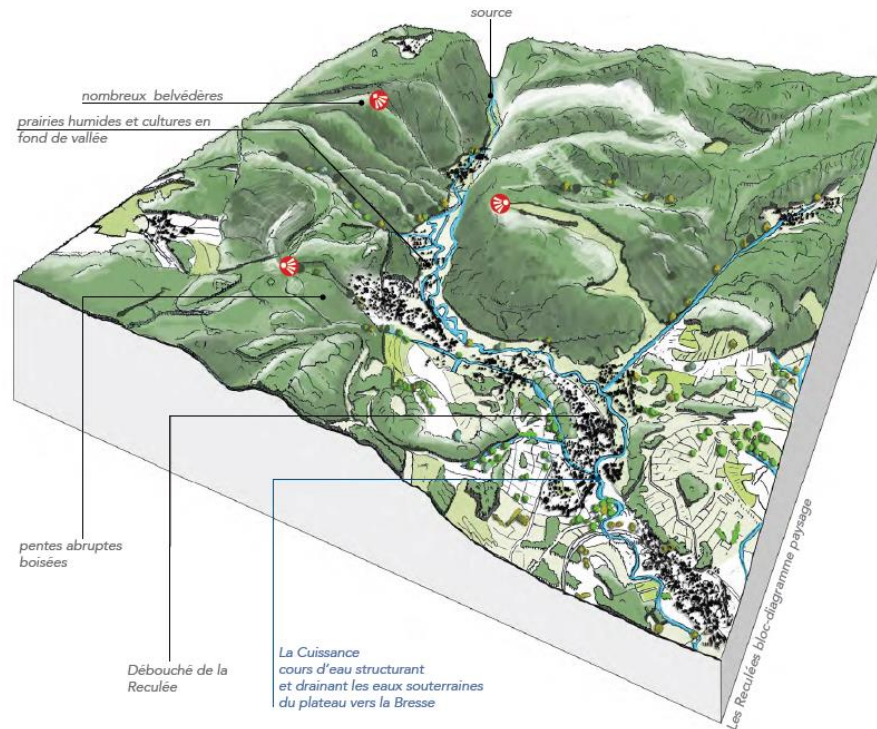 source
nombreux belvédères
prairies humides et cultures en
fond de vallée
pentes abruptes
boisées
Débouché de la
Reculée
La Cuissance
cours d'eau structurant
et drainant les eaux souterraines
du plateau vers la Bresse
Les Reculées bloc-diagramme paysage